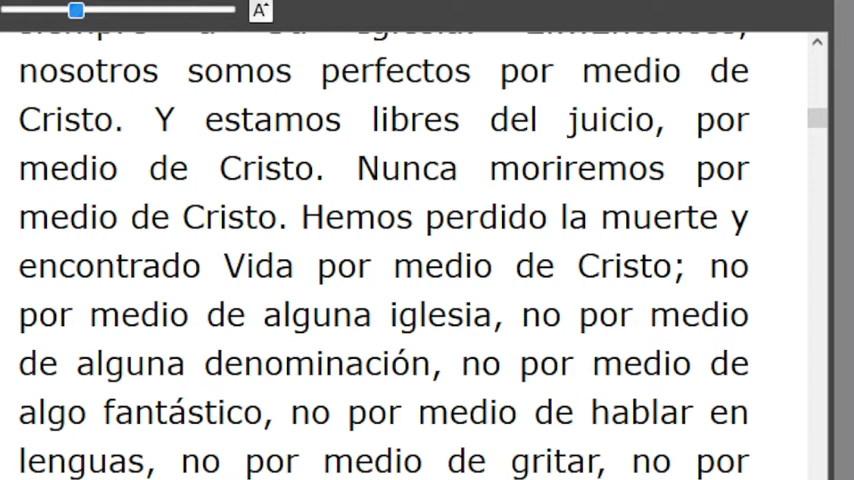 A
nosotros somos perfectos por medio de
Cristo. Y estamos libres del juicio, por
medio de Cristo. Nunca moriremos por
medio de Cristo. Hemos perdido la muerte y
encontrado Vida por medio de Cristo; no
por medio de alguna iglesia, no por medio
de alguna denominación, no por medio de
algo fantástico, no por medio de hablar en
lenguas, no por medio de gritar, no por